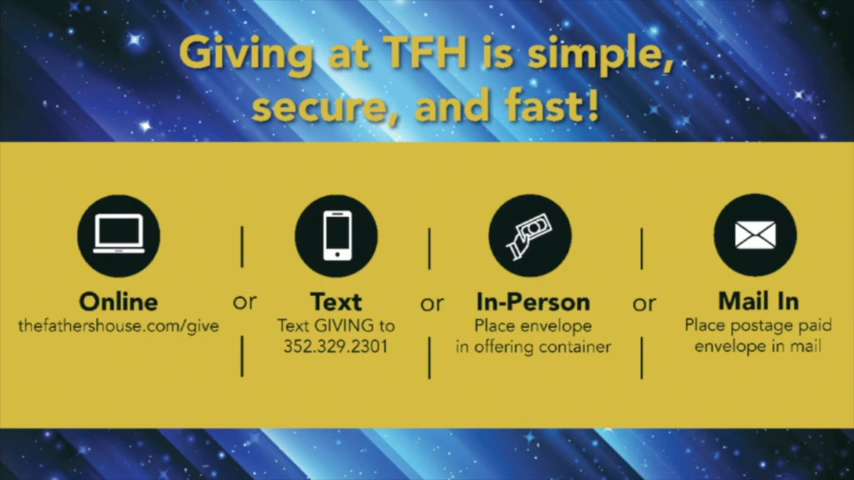 Giving at TFH is simple,
secure, and fast!
Online
thefathershouse.com/give
or
Text
Text GIVING to
352.329.2301
or
In-Person
Place envelope
in offering container
or
Mail In
Place postage paid
envelope in mail